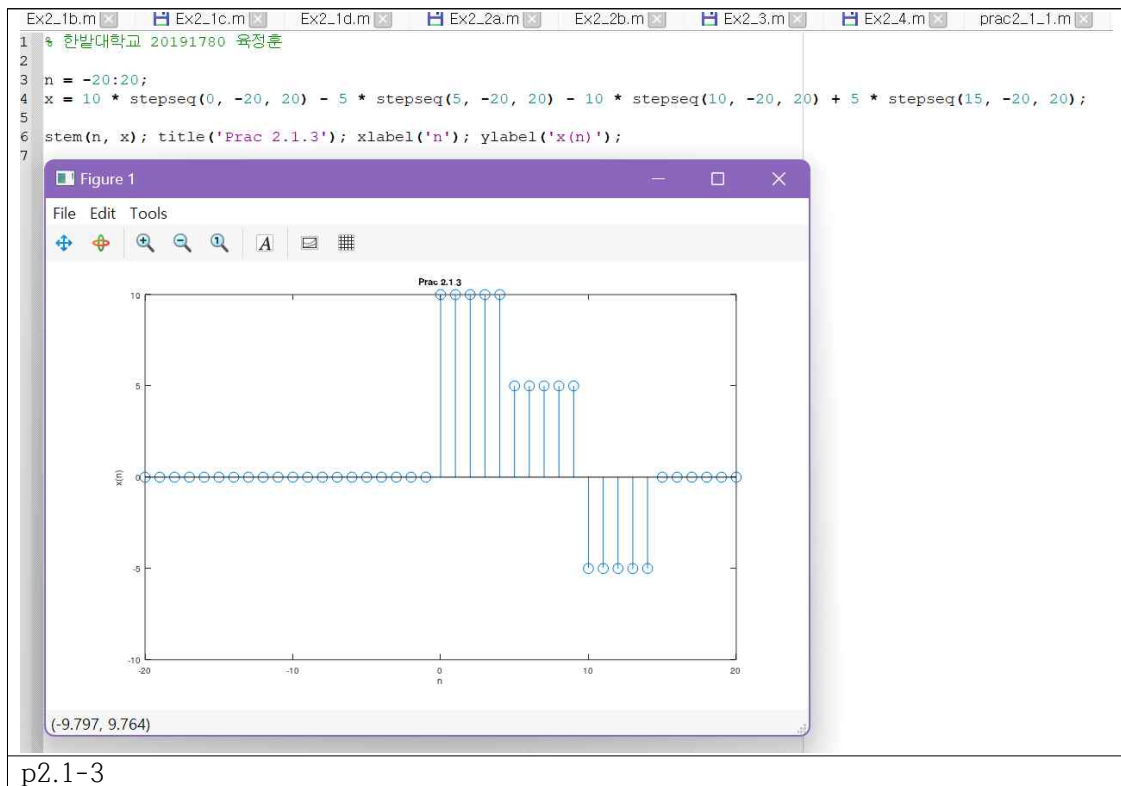 Ex2_1b.m Ex2_1c.m Ex2_1d.m Ex2_2a.m Ex2_2b.m Ex2_3.m Ex2_4.m prac2_1_1.m
1 % 한밭대학교 20191780 육정훈
2
3 n = -20:20;
4 x = 10 * stepseq(0, -20, 20) - 5 * stepseq(5, -20, 20) - 10 * stepseq(10, -20, 20) + 5 * stepseq(15, -20, 20);
5
6 stem(n, x); title('Prac 2.1.3'); xlabel('n'); ylabel('x(n)');
7
Figure 1
File Edit Tools
1 A
Prac 2.1.3
10
5
0
-5
-10
x(n)
-20 -10 0 10 20
n
(-9.797, 9.764)
p2.1-3